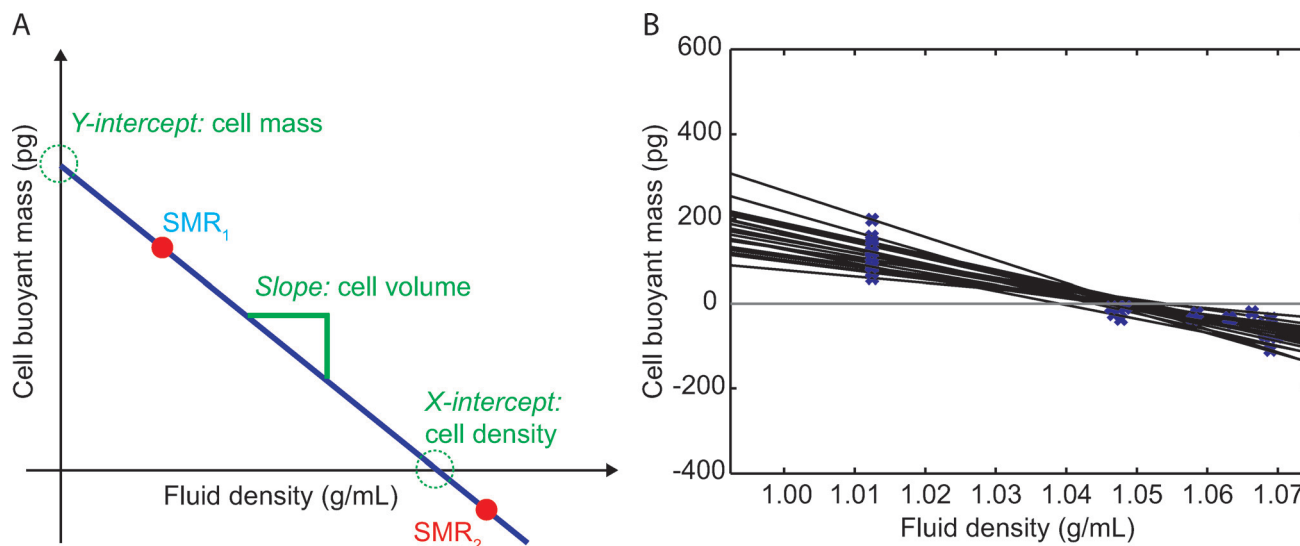 A
Cell buoyant mass (pg)
Y-intercept: cell mass
SMR1
Slope: cell volume
X-intercept:
cell density
Fluid density (g/mL)
SMR2
B
Cell buoyant mass (pg)
600
400
200
0
-200
-400
1.00 1.01 1.02 1.03 1.04 1.05 1.06 1.07
Fluid density (g/mL)